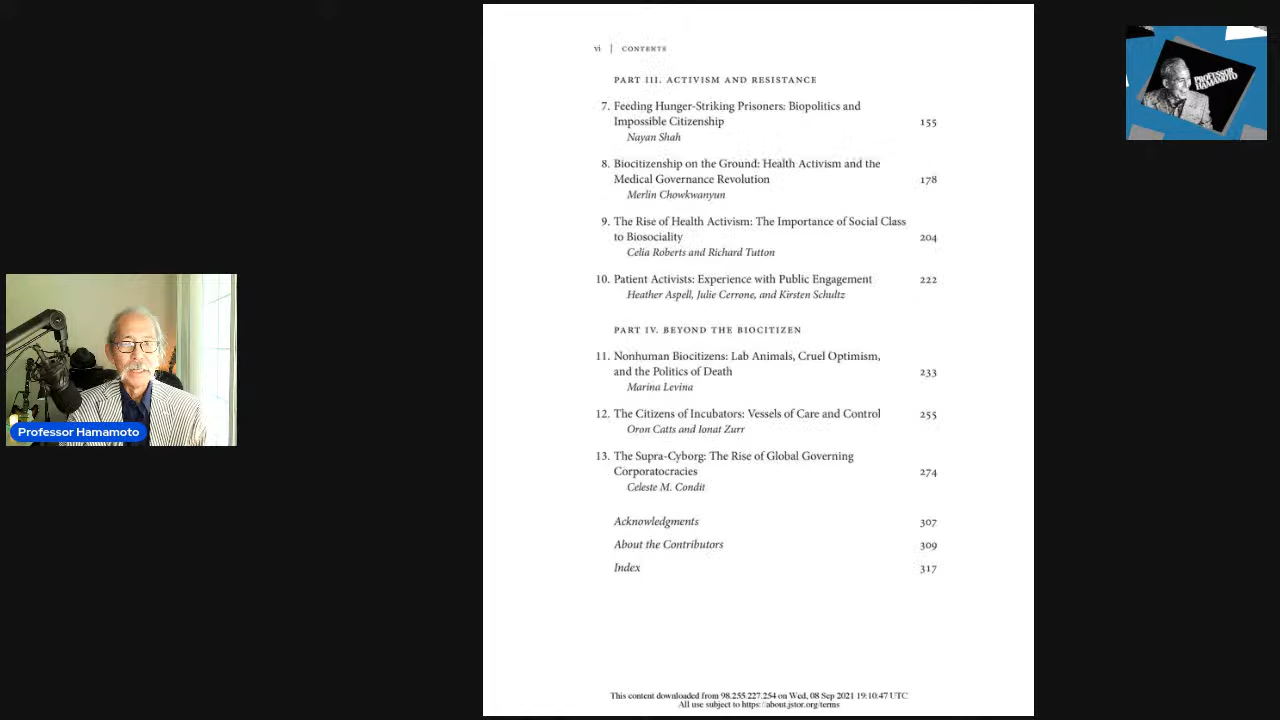 vi | CONTENTS
PART III. ACTIVISM AND RESISTANCE
7. Feeding Hunger-Striking Prisoners: Biopolitics and
Impossible Citizenship 155
Nayan Shah
8. Biocitizenship on the Ground: Health Activism and the
Medical Governance Revolution 178
Merlin Chowkwanyun
9. The Rise of Health Activism: The Importance of Social Class
to Biosociality 204
Celia Roberts and Richard Tutton
10. Patient Activists: Experience with Public Engagement 222
Heather Aspell, Julie Cerrone, and Kirsten Schultz
PART IV. BEYOND THE BIOCITIZEN
11. Nonhuman Biocitizens: Lab Animals, Cruel Optimism,
and the Politics of Death 233
Marina Levina
12. The Citizens of Incubators: Vessels of Care and Control 255
Oron Catts and Ionat Zurr
13. The Supra-Cyborg: The Rise of Global Governing
Corporatocracies 274
Celeste M. Condit
Acknowledgments 307
About the Contributors 309
Index 317
This content downloaded from 98.255.227.254 on Wed, 08 Sep 2021 19:10:47 UTC
All use subject to https://about.jstor.org/terms
Professor Hamamoto
PROFESSOR
HAMAMOTO